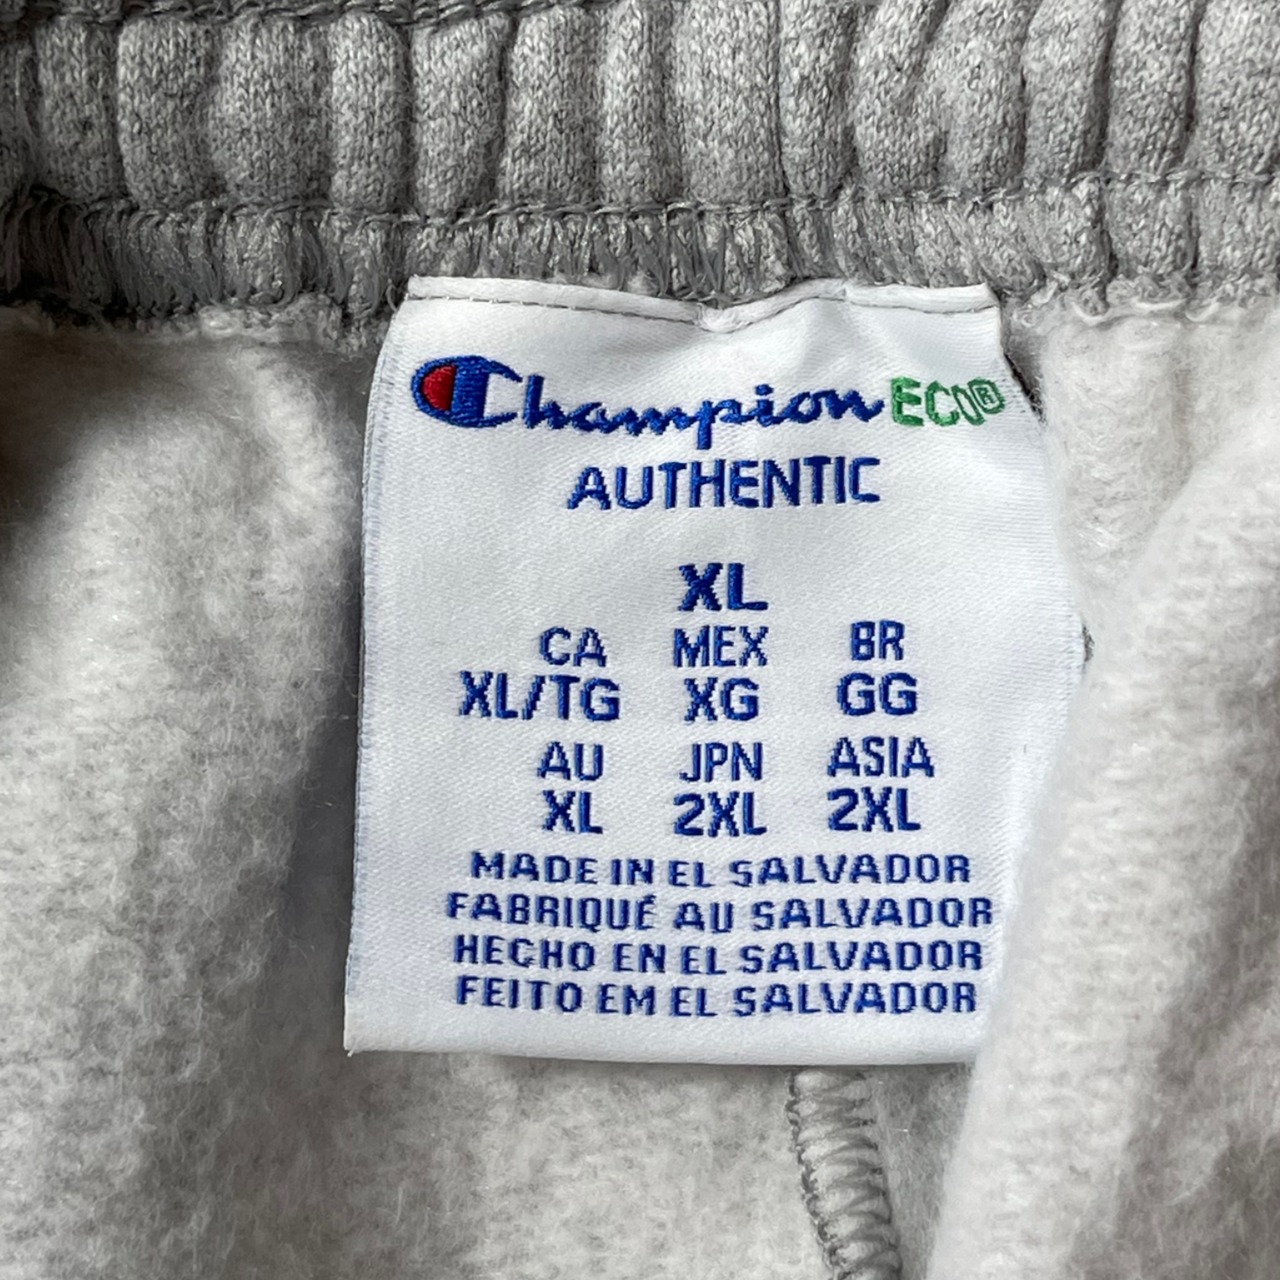 Champion ECO®
AUTHENTIC
XL
CA MEX BR
XL/TG XG GG
AU JPN ASIA
XL 2XL 2XL
MADE IN EL SALVADOR
FABRIQUÉ AU SALVADOR
HECHO EN EL SALVADOR
FEITO EM EL SALVADOR